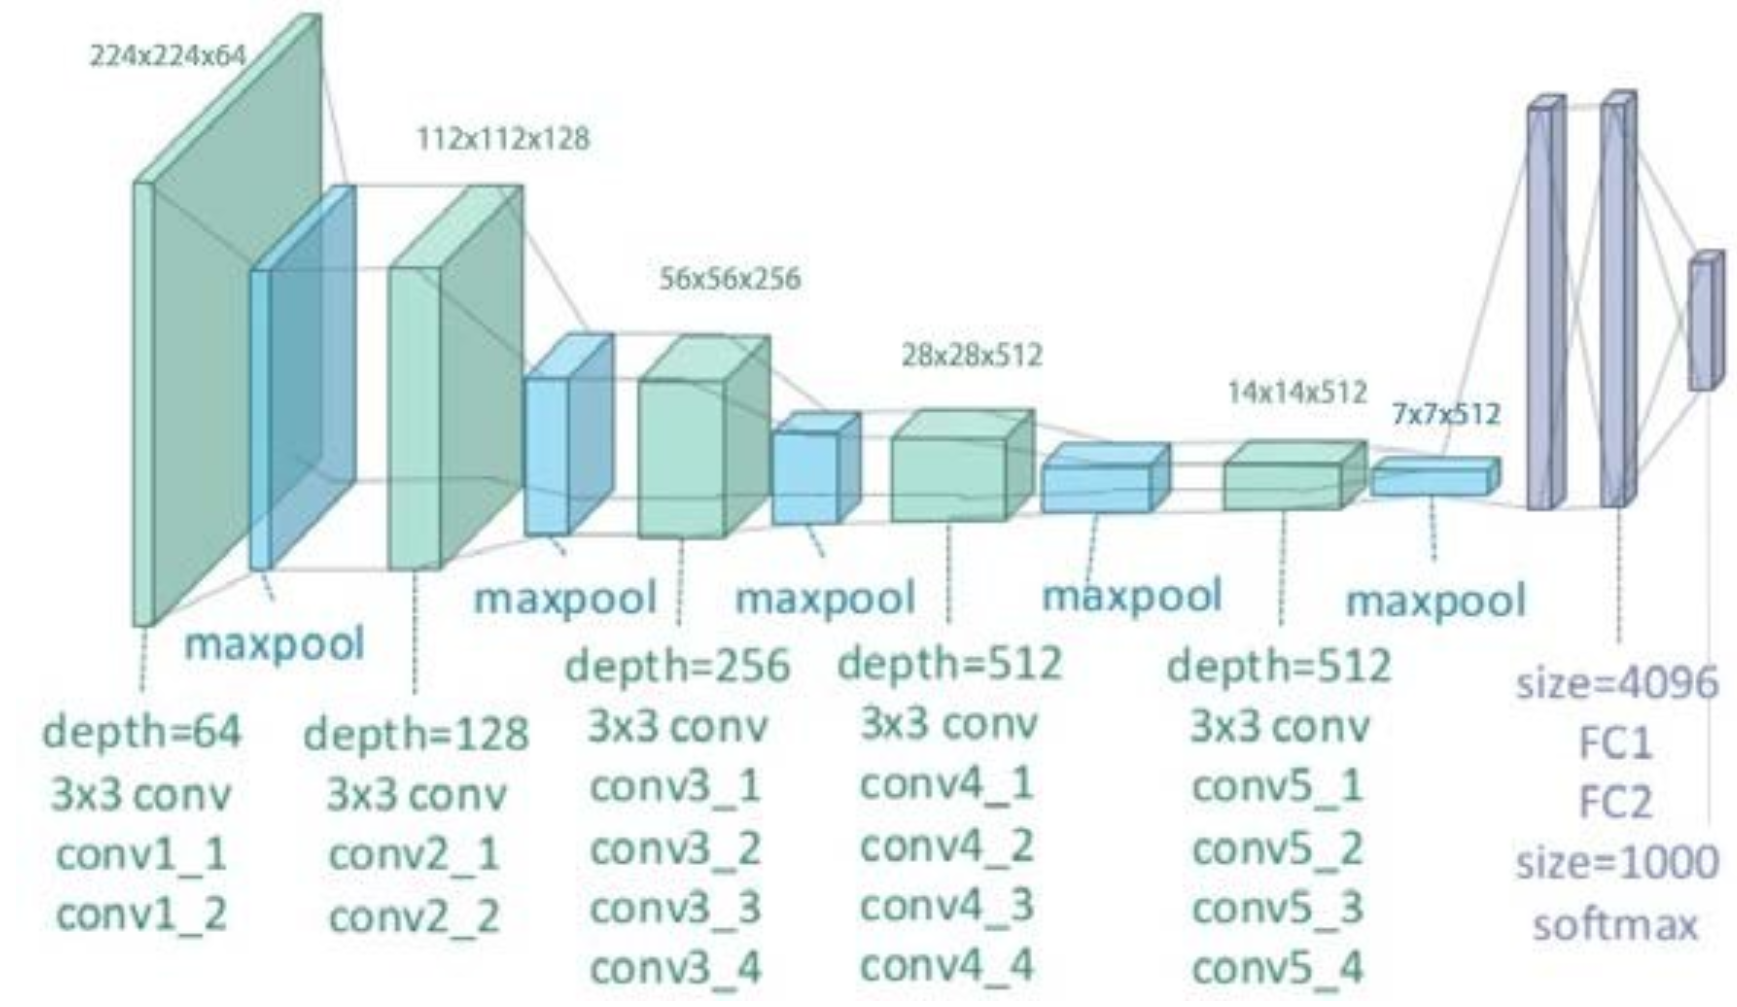 224x224x64
112x112x128
56x56x256
28x28x512
14x14x512
7x7x512
maxpool
maxpool
maxpool
maxpool
maxpool
depth=64
3x3 conv
conv1_1
conv1_2
depth=128
3x3 conv
conv2_1
conv2_2
depth=256
3x3 conv
conv3_1
conv3_2
conv3_3
conv3_4
depth=512
3x3 conv
conv4_1
conv4_2
conv4_3
conv4_4
depth=512
3x3 conv
conv5_1
conv5_2
conv5_3
conv5_4
size=4096
FC1
FC2
size=1000
softmax